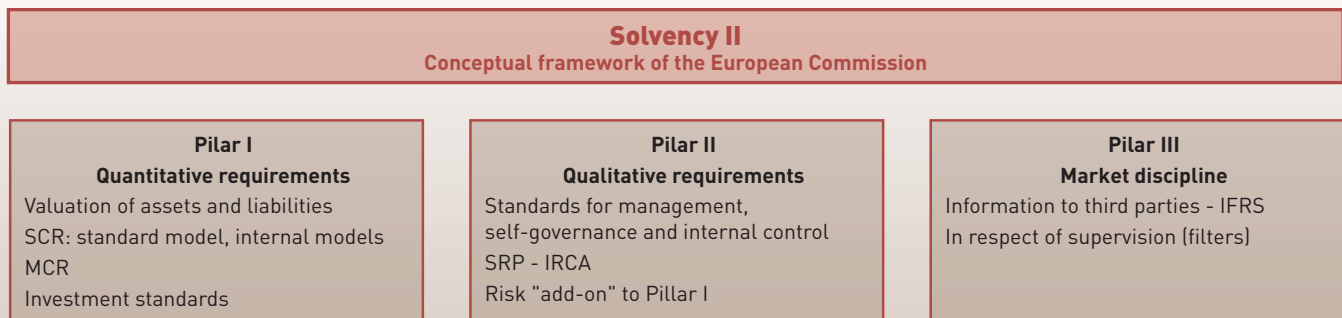 Solvency II
Conceptual framework of the European Commission
Pilar I
Quantitative requirements
Valuation of assets and liabilities
SCR: standard model, internal models
MCR
Investment standards
Pilar II
Qualitative requirements
Standards for management,
self-governance and internal control
SRP - IRCA
Risk "add-on" to Pillar I
Pilar III
Market discipline
Information to third parties - IFRS
In respect of supervision (filters)